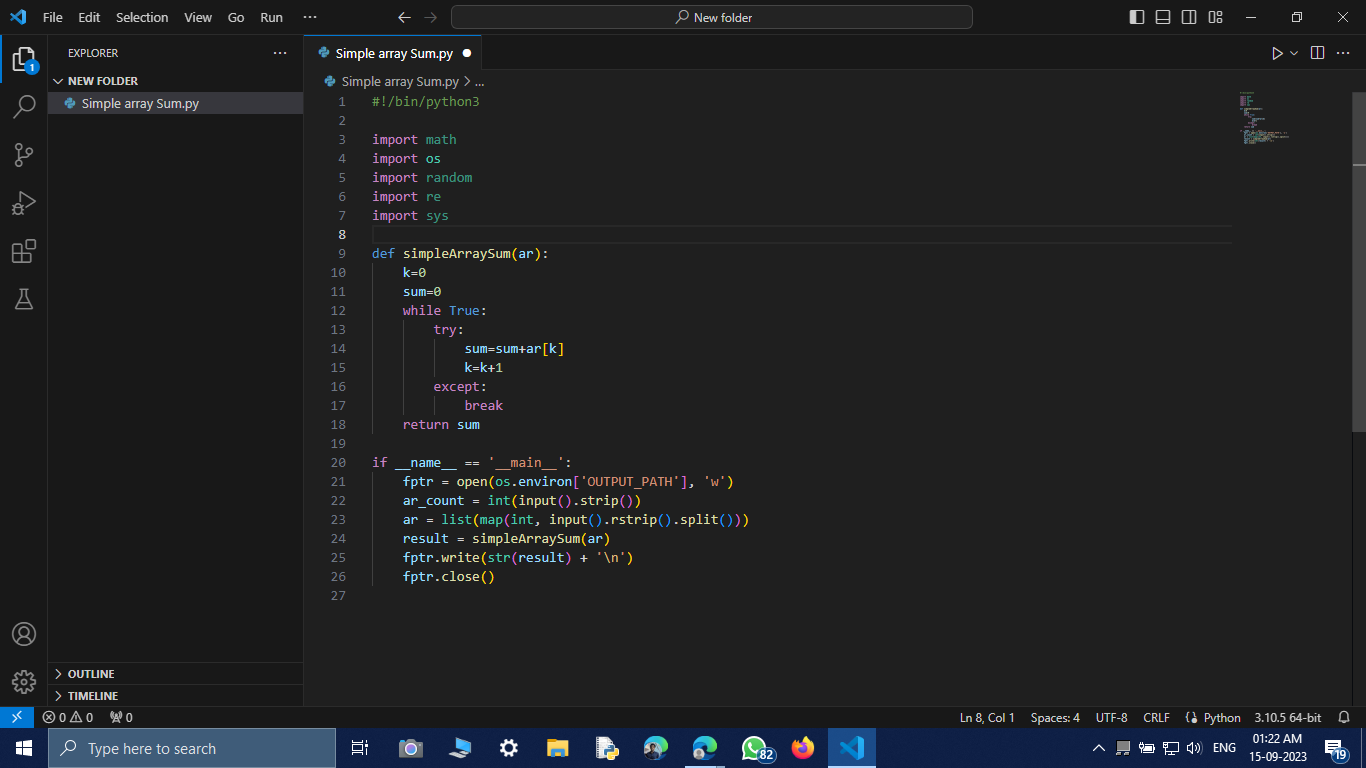 File Edit Selection View Go Run ··· New folder
EXPLORER ···
NEW FOLDER
Simple array Sum.py
OUTLINE
TIMELINE
1
Simple array Sum.py
Simple array Sum.py > ...
1 #!/bin/python3
2
3 import math
4 import os
5 import random
6 import re
7 import sys
8
9 def simpleArraySum(ar):
10     k=0
11     sum=0
12     while True:
13         try:
14             sum=sum+ar[k]
15             k=k+1
16         except:
17             break
18     return sum
19
20 if __name__ == '__main__':
21     fptr = open(os.environ['OUTPUT_PATH'], 'w')
22     ar_count = int(input().strip())
23     ar = list(map(int, input().rstrip().split()))
24     result = simpleArraySum(ar)
25     fptr.write(str(result) + '\n')
26     fptr.close()
27
0 0 0 Ln 8, Col 1 Spaces: 4 UTF-8 CRLF Python 3.10.5 64-bit
Type here to search 82 ENG 01:22 AM
15-09-2023 19